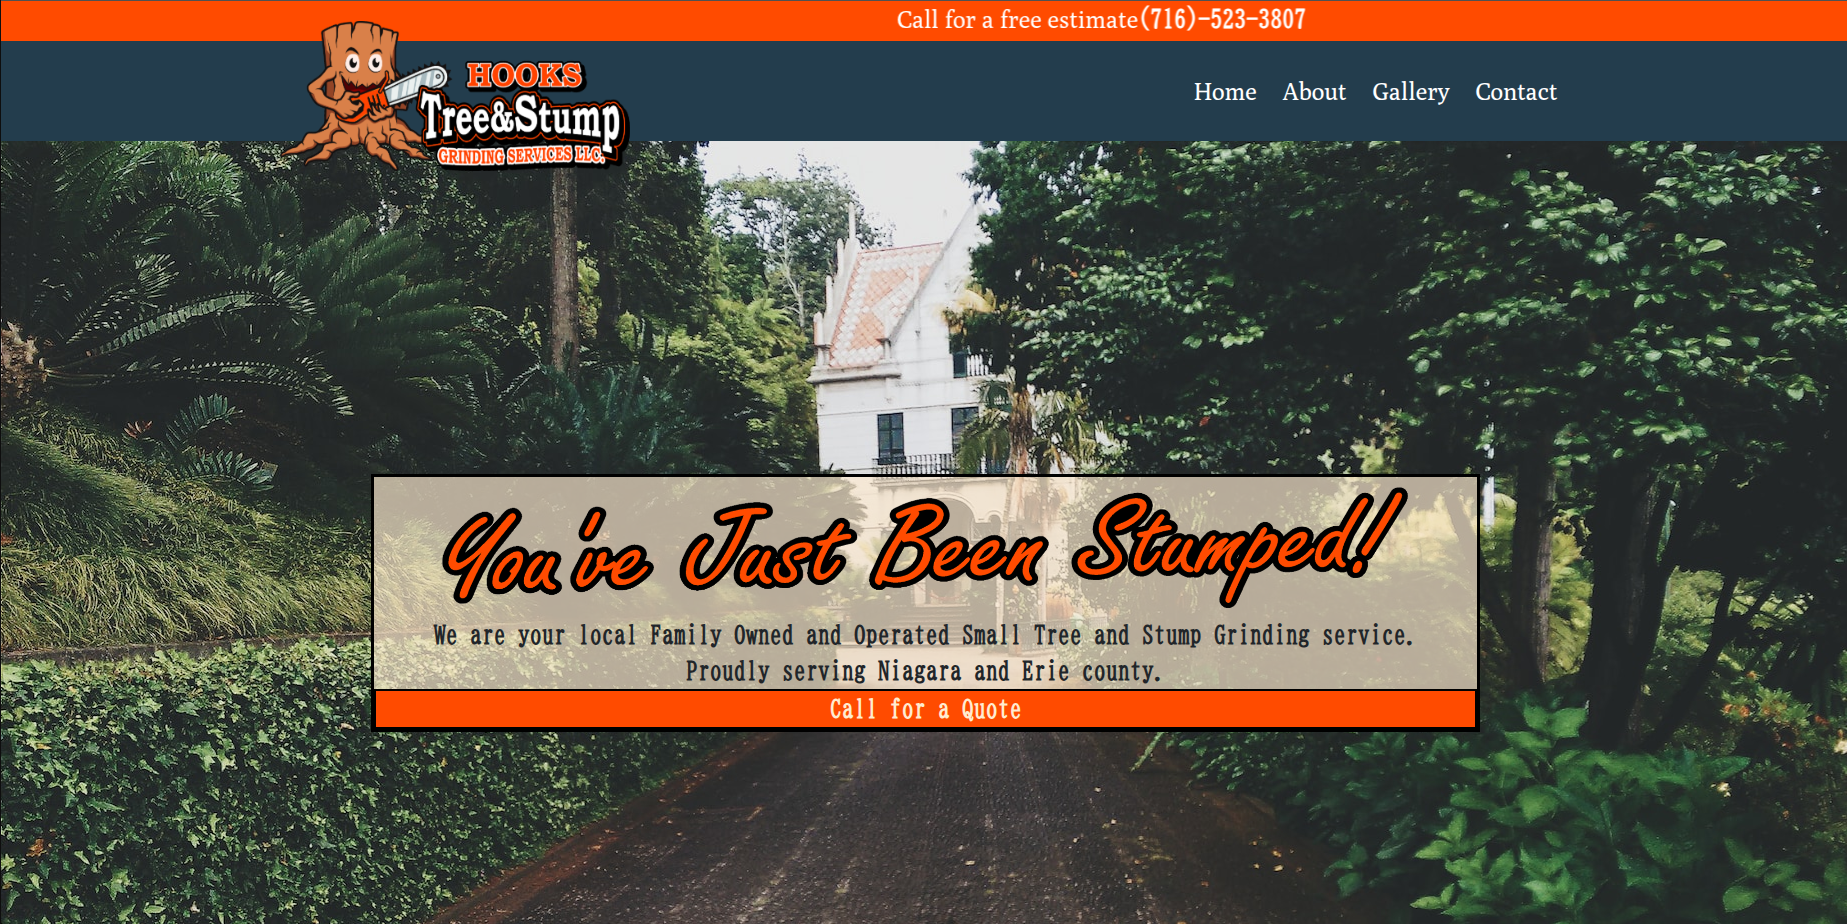 Call for a free estimate(716)-523-3807
HOOKS
Tree&Stump
GRINDING SERVICES LLC.
Home About Gallery Contact
You've Just Been Stumped!
We are your local Family Owned and Operated Small Tree and Stump Grinding service.
Proudly serving Niagara and Erie county.
Call for a Quote